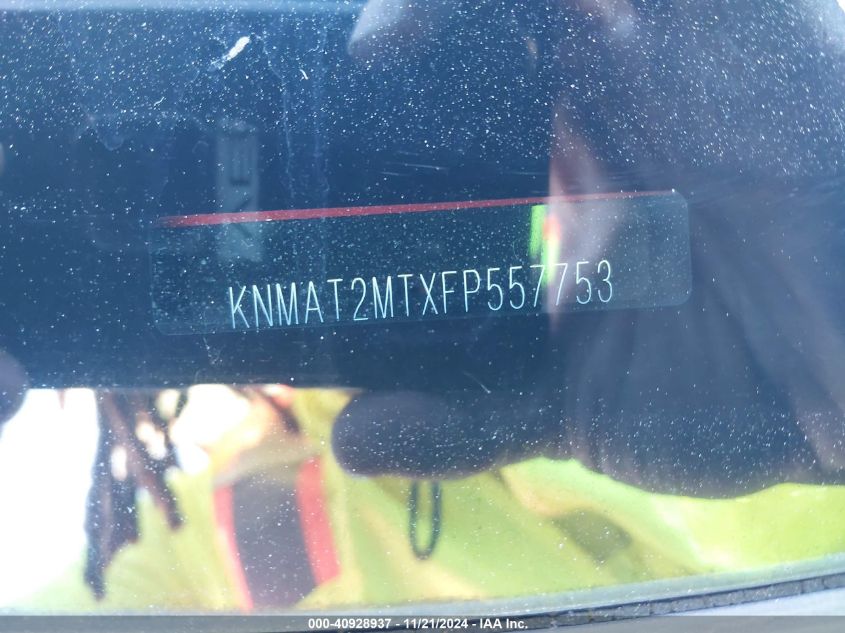 KNMAT2MTXFP557753
000-40928937 - 11/21/2024 - IAA Inc.